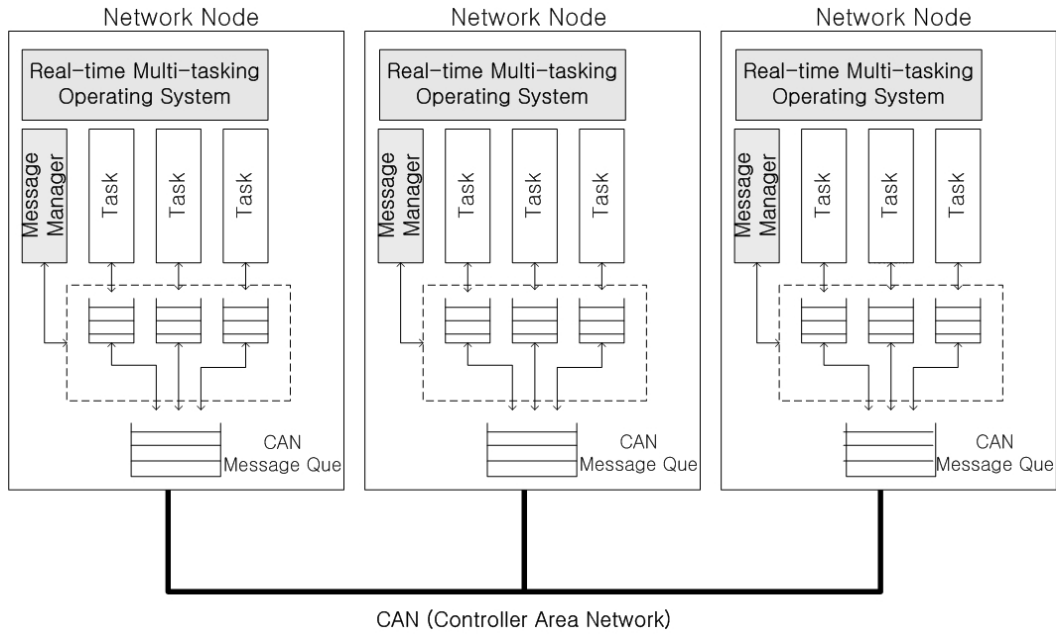 Network Node
Real-time Multi-tasking
Operating System
Message
Manager
Task
Task
Task
CAN
Message Que
Network Node
Real-time Multi-tasking
Operating System
Message
Manager
Task
Task
Task
CAN
Message Que
Network Node
Real-time Multi-tasking
Operating System
Message
Manager
Task
Task
Task
CAN
Message Que
CAN (Controller Area Network)